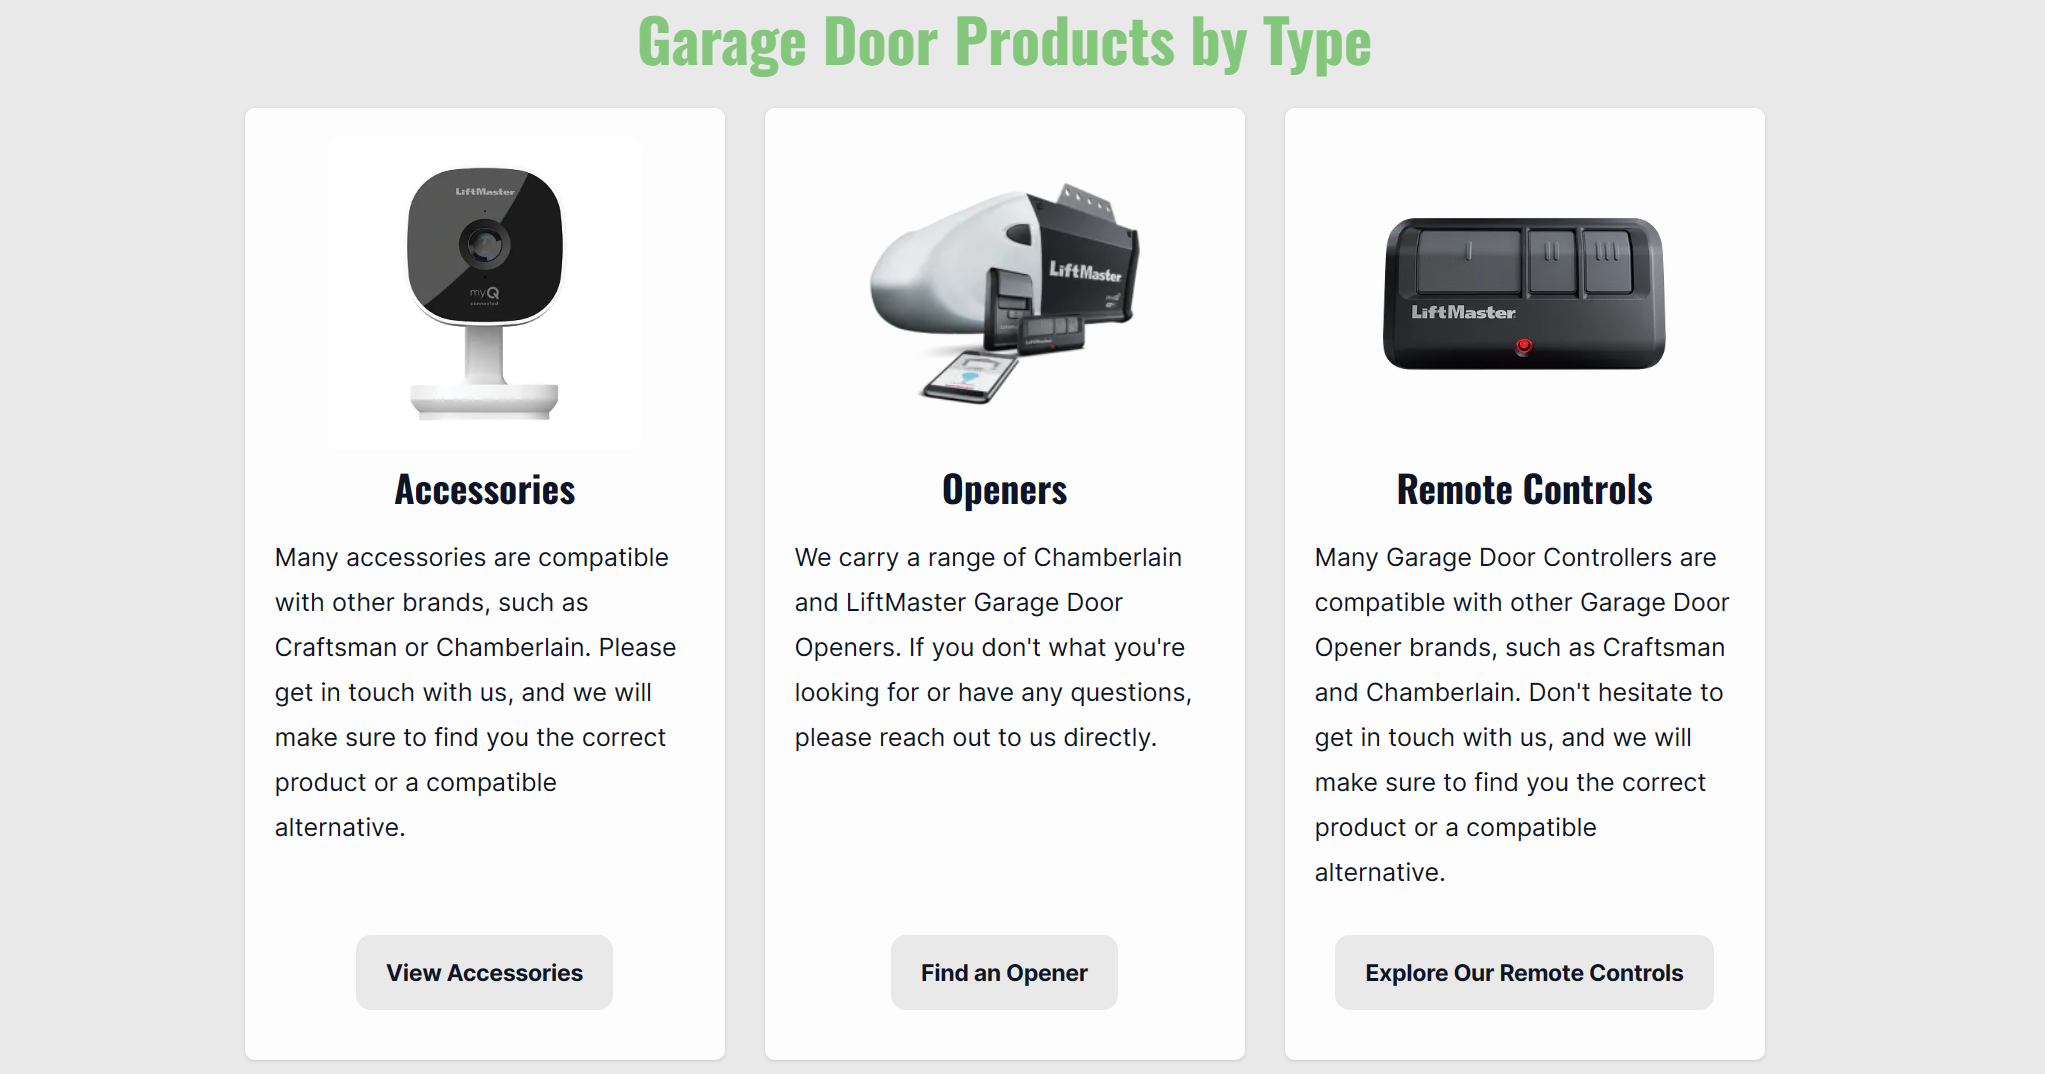 Garage Door Products by Type
LiftMaster
myQ
connected
Accessories
Many accessories are compatible
with other brands, such as
Craftsman or Chamberlain. Please
get in touch with us, and we will
make sure to find you the correct
product or a compatible
alternative.
View Accessories
LiftMaster
myQ
LiftMaster
Openers
We carry a range of Chamberlain
and LiftMaster Garage Door
Openers. If you don't what you're
looking for or have any questions,
please reach out to us directly.
Find an Opener
LiftMaster
Remote Controls
Many Garage Door Controllers are
compatible with other Garage Door
Opener brands, such as Craftsman
and Chamberlain. Don't hesitate to
get in touch with us, and we will
make sure to find you the correct
product or a compatible
alternative.
Explore Our Remote Controls